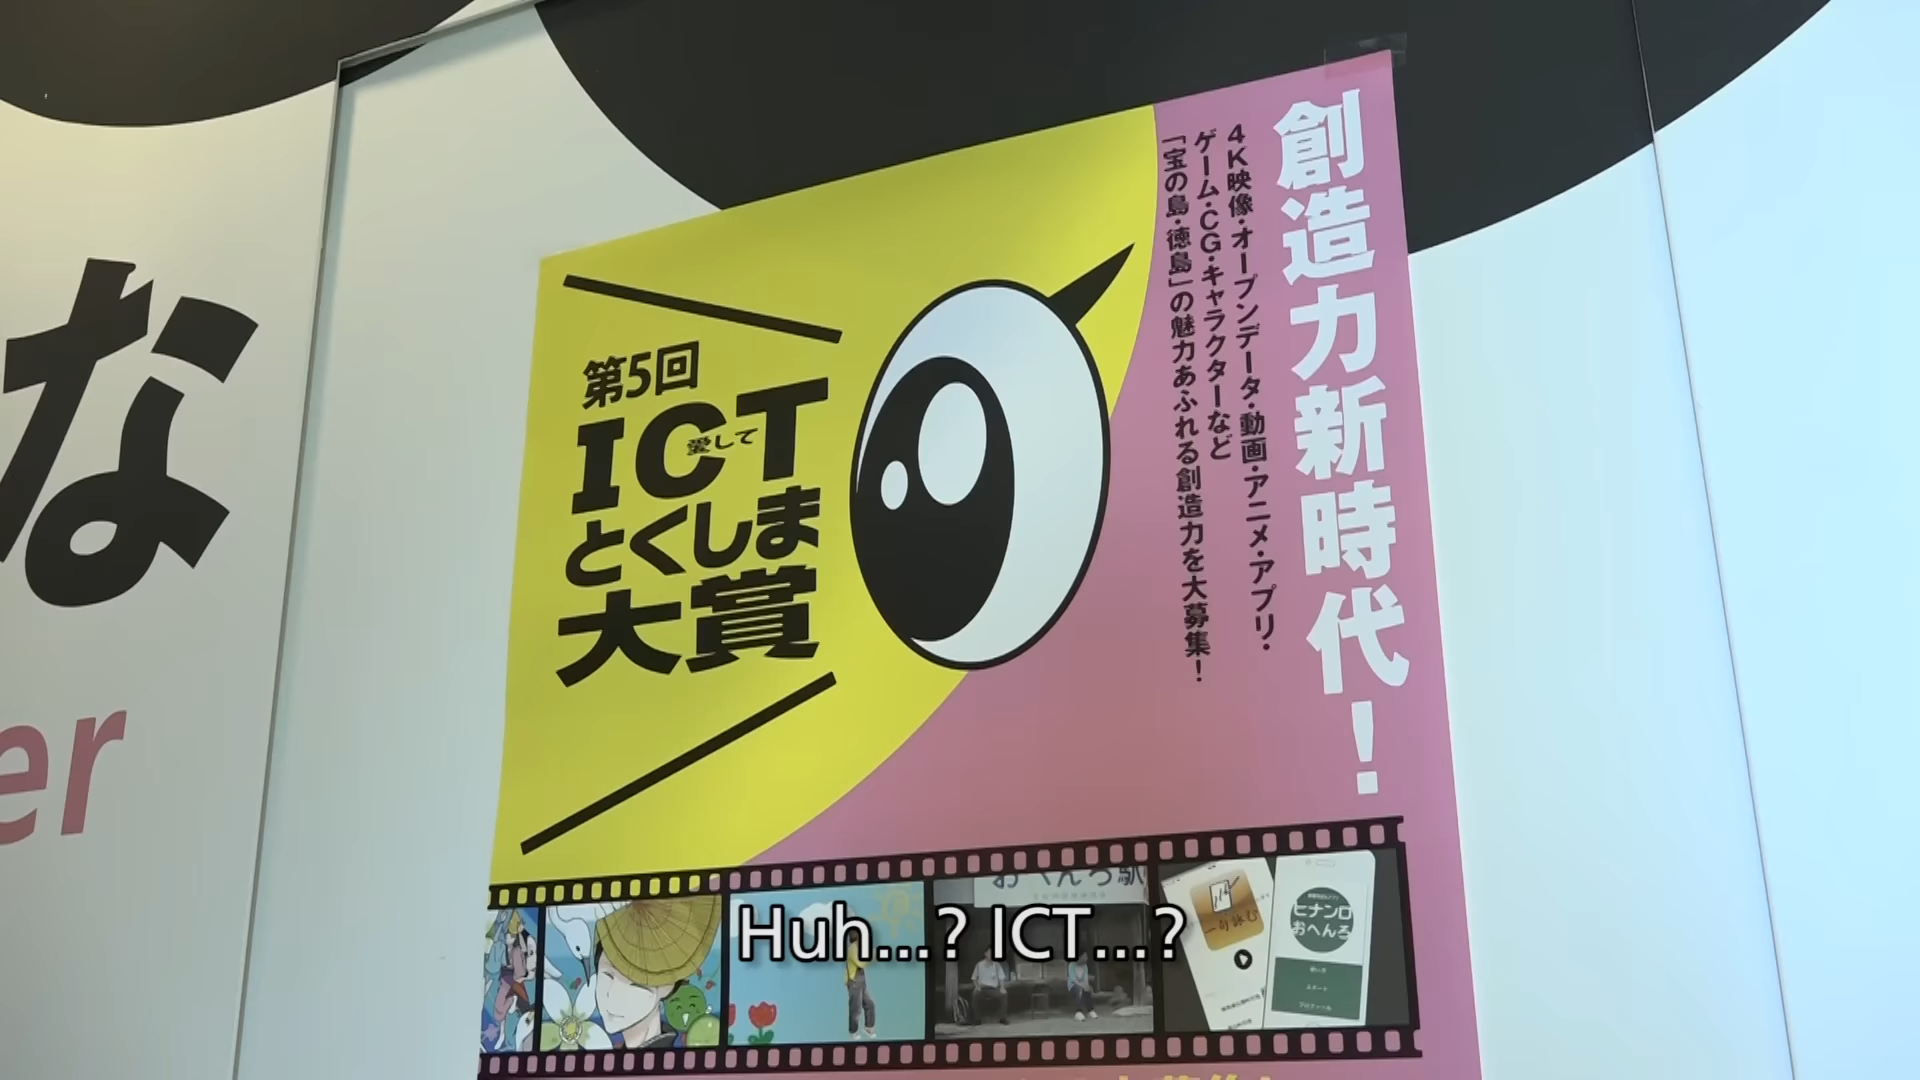 な
er
創造力新時代！
4K映像・オープンデータ・動画・アニメ・アプリ・
ゲーム・CG・キャラクターなど
「宝の島・徳島」の魅力あふれる創造力を大募集！
第5回
ICT
愛して
とくしま
大賞
おへんろ駅
一句詠む
ヒナンロ
おへんろ
Huh...? ICT...?